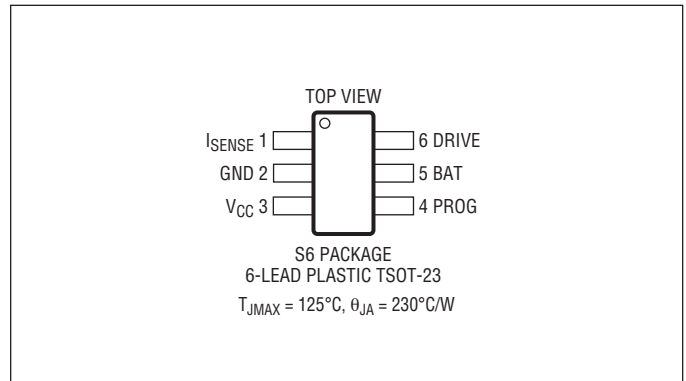 TOP VIEW
ISENSE 1
6 DRIVE
GND 2
5 BAT
VCC 3
4 PROG
S6 PACKAGE
6-LEAD PLASTIC TSOT-23
TJMAX = 125°C, θJA = 230°C/W